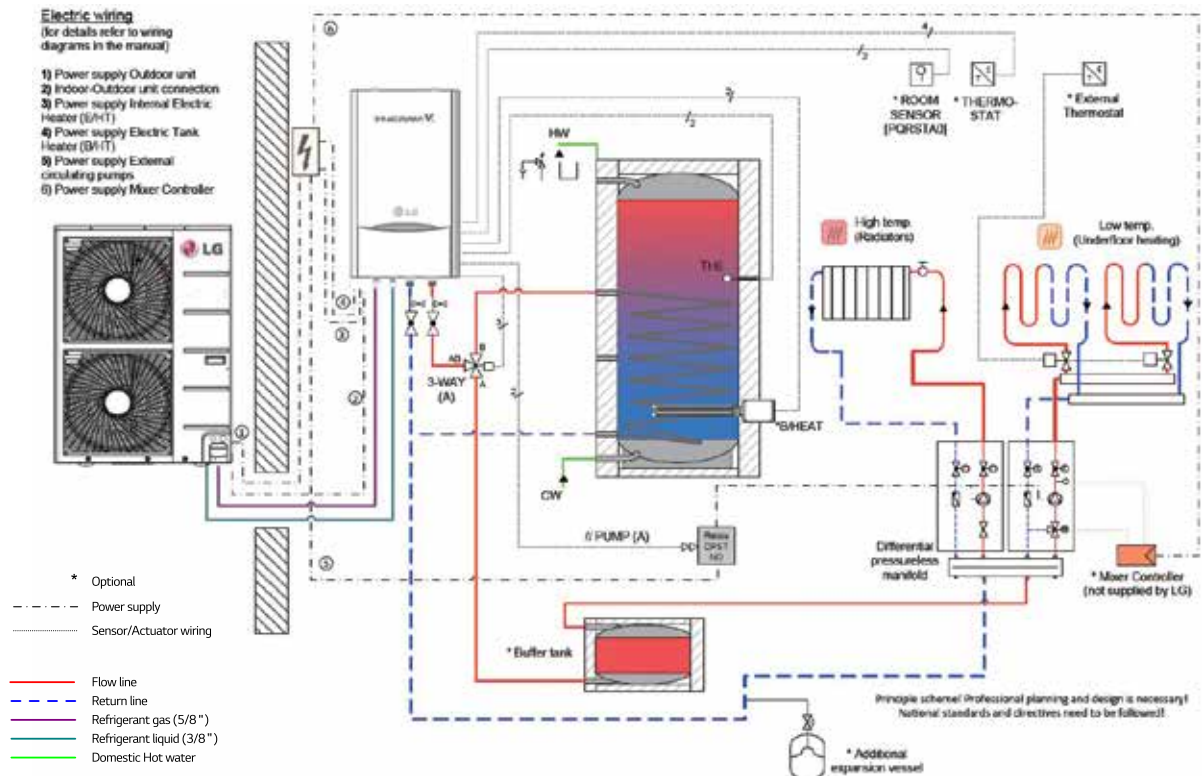 Electric wiring
(for details refer to wiring
diagrams in the manual)
1) Power supply Outdoor unit
2) Indoor-Outdoor unit connection
3) Power supply Internal Electric
Heater (E/HT)
4) Power supply Electric Tank
Heater (B/HT)
5) Power supply External
circulating pumps
6) Power supply Mixer Controller
LG
LG
HW
CW
TH5
*B/HEAT
B
AB
A
3-WAY
(A)
* ROOM
SENSOR
[PQRSTA0]
* THERMO-
STAT
* External
Thermostat
High temp.
(Radiators)
Low temp.
(Underfloor heating)
// PUMP (A)
Relais
DPST
NO
Differential
pressureless
manifold
* Mixer Controller
(not supplied by LG)
* Buffer tank
* Additional
expansion vessel
Principle scheme! Professional planning and design is necessary!
National standards and directives need to be followed!
* Optional
Power supply
Sensor/Actuator wiring
Flow line
Return line
Refrigerant gas (5/8")
Refrigerant liquid (3/8")
Domestic Hot water